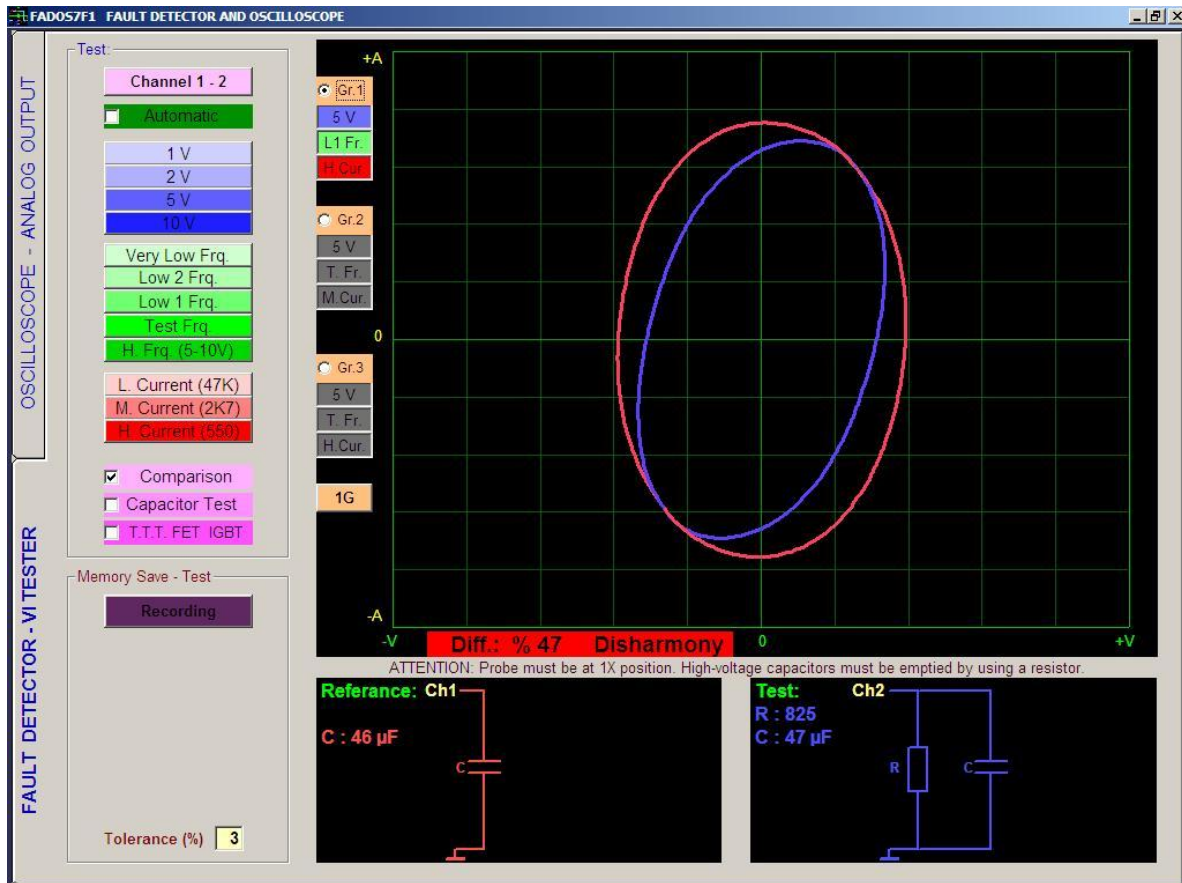 FADOS7F1 FAULT DETECTOR AND OSCILLOSCOPE
OSCILLOSCOPE - ANALOG OUTPUT
FAULT DETECTOR - VI TESTER
Test:
Channel 1 - 2
Automatic
1 V
2 V
5 V
10 V
Very Low Frq.
Low 2 Frq.
Low 1 Frq.
Test Frq.
H. Frq. (5-10V)
L. Current (47K)
M. Current (2K7)
H. Current (550)
Comparison
Capacitor Test
T.T.T. FET IGBT
Memory Save - Test
Recording
Tolerance (%) 3
Gr.1
5 V
L1 Fr.
H.Cur.
Gr.2
5 V
T. Fr.
M.Cur.
Gr.3
5 V
T. Fr.
H.Cur.
1G
+A
0
-A
-V
0
+V
Diff.: % 47 Disharmony
ATTENTION: Probe must be at 1X position. High-voltage capacitors must be emptied by using a resistor.
Referance: Ch1
C : 46 µF
C
Test: Ch2
R : 825
C : 47 µF
R
C